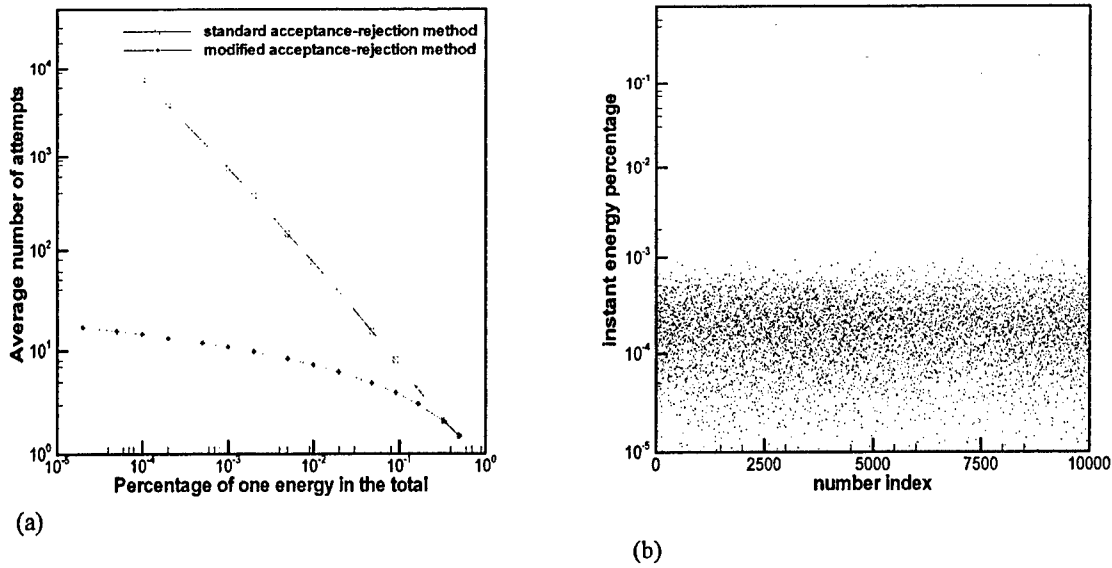 standard acceptance-rejection method
modified acceptance-rejection method
Average number of attempts
10^4
10^3
10^2
10^1
10^0
10^-5 10^-4 10^-3 10^-2 10^-1 10^0
Percentage of one energy in the total
(a)
instant energy percentage
10^-1
10^-2
10^-3
10^-4
10^-5
0 2500 5000 7500 10000
number index
(b)